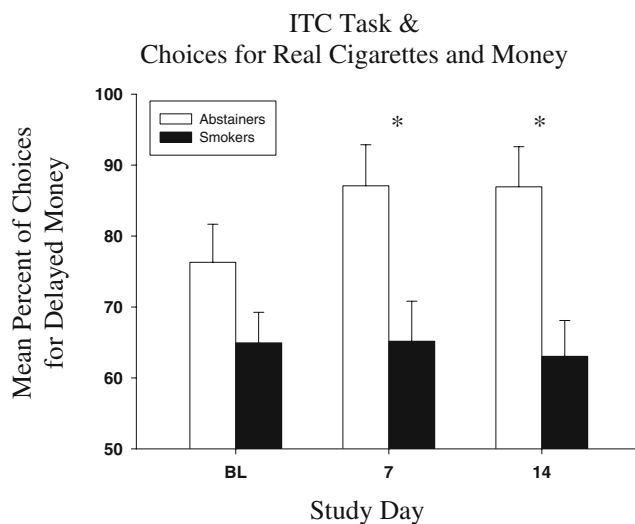 ITC Task &
Choices for Real Cigarettes and Money
Mean Percent of Choices
for Delayed Money
100
90
80
70
60
50
Abstainers
Smokers
*
*
BL
7
14
Study Day